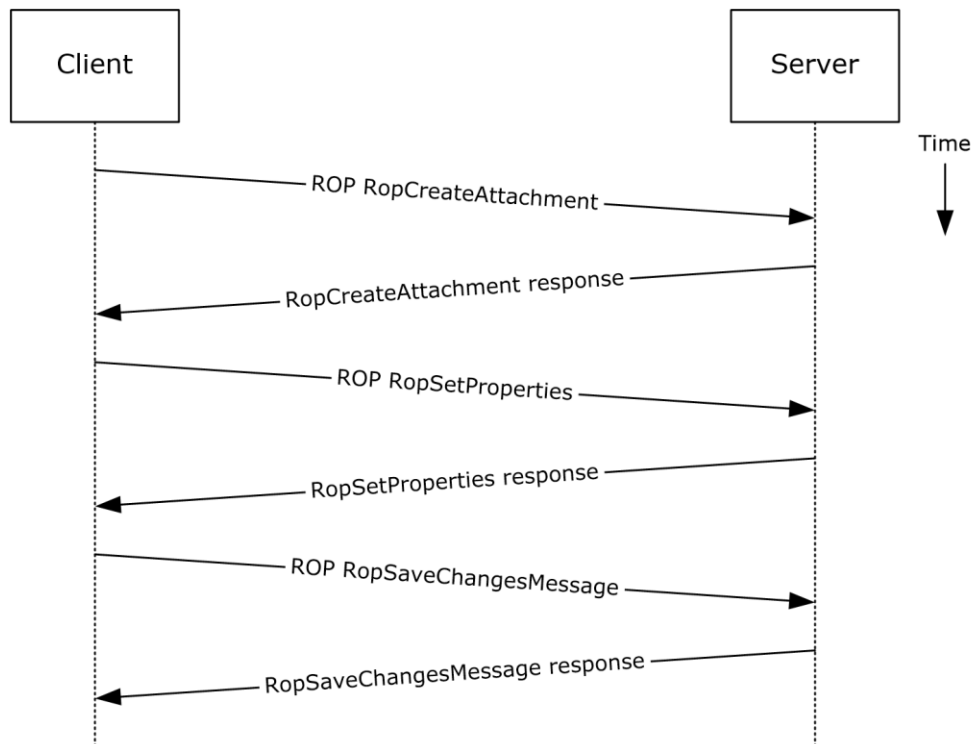 Client
Server
Time
ROP RopCreateAttachment
RopCreateAttachment response
ROP RopSetProperties
RopSetProperties response
ROP RopSaveChangesMessage
RopSaveChangesMessage response